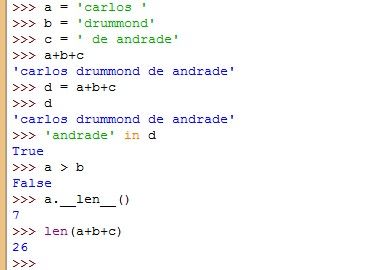 >>> a = 'carlos '
>>> b = 'drummond'
>>> c = ' de andrade'
>>> a+b+c
'carlos drummond de andrade'
>>> d = a+b+c
>>> d
'carlos drummond de andrade'
>>> 'andrade' in d
True
>>> a > b
False
>>> a.__len__()
7
>>> len(a+b+c)
26
>>>